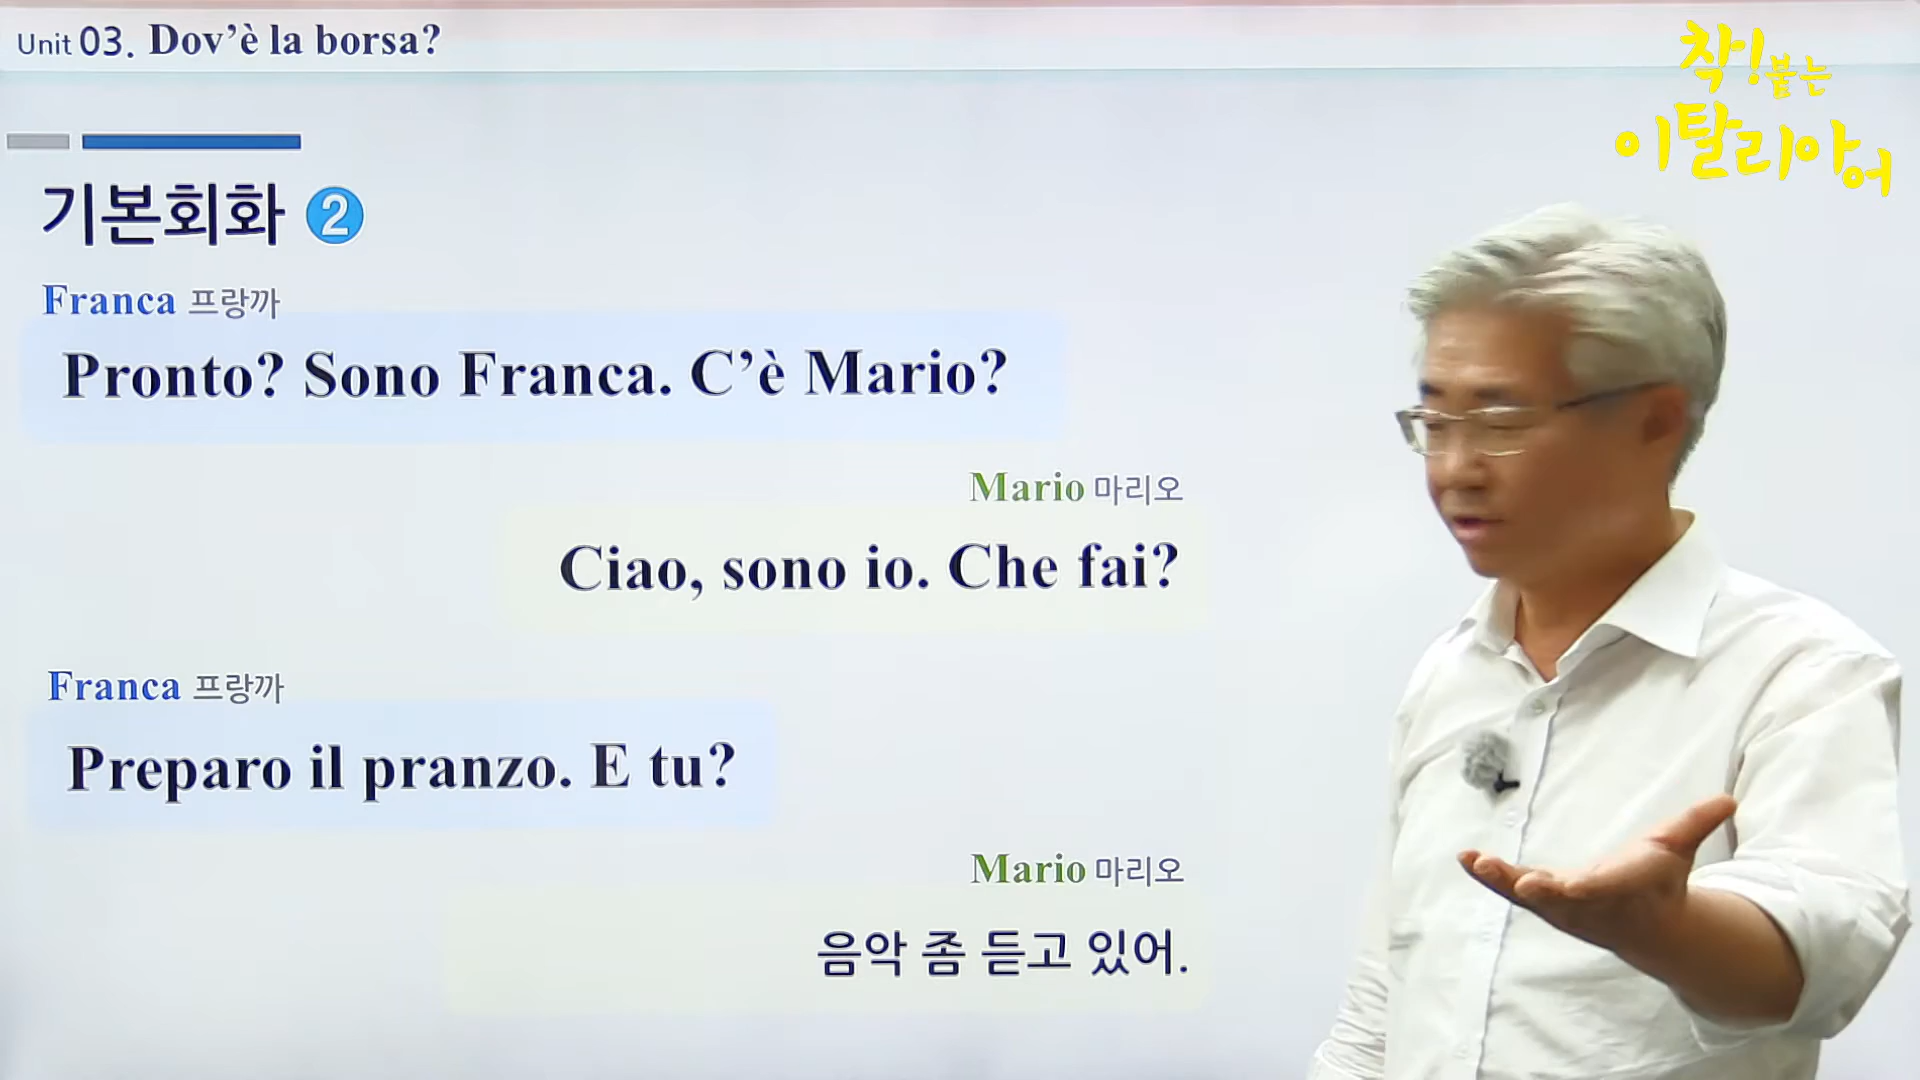 Unit 03. Dov’è la borsa?
착! 붙는
이탈리아어
기본회화 2
Franca 프랑까
Pronto? Sono Franca. C’è Mario?
Mario 마리오
Ciao, sono io. Che fai?
Franca 프랑까
Preparo il pranzo. E tu?
Mario 마리오
음악 좀 듣고 있어.